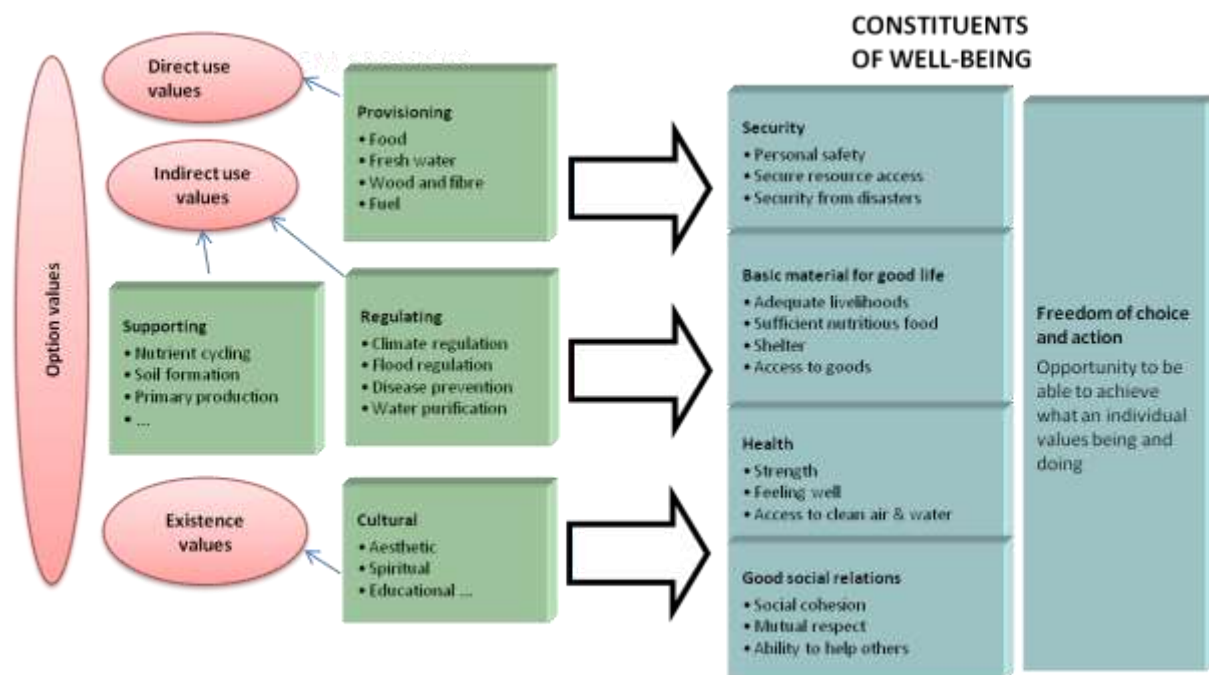 CONSTITUENTS
OF WELL-BEING
Option values
Direct use
values
Indirect use
values
Existence
values
Provisioning
• Food
• Fresh water
• Wood and fibre
• Fuel
Supporting
• Nutrient cycling
• Soil formation
• Primary production
• ...
Regulating
• Climate regulation
• Flood regulation
• Disease prevention
• Water purification
Cultural
• Aesthetic
• Spiritual
• Educational ...
Security
• Personal safety
• Secure resource access
• Security from disasters
Basic material for good life
• Adequate livelihoods
• Sufficient nutritious food
• Shelter
• Access to goods
Health
• Strength
• Feeling well
• Access to clean air & water
Good social relations
• Social cohesion
• Mutual respect
• Ability to help others
Freedom of choice
and action
Opportunity to be
able to achieve
what an individual
values being and
doing